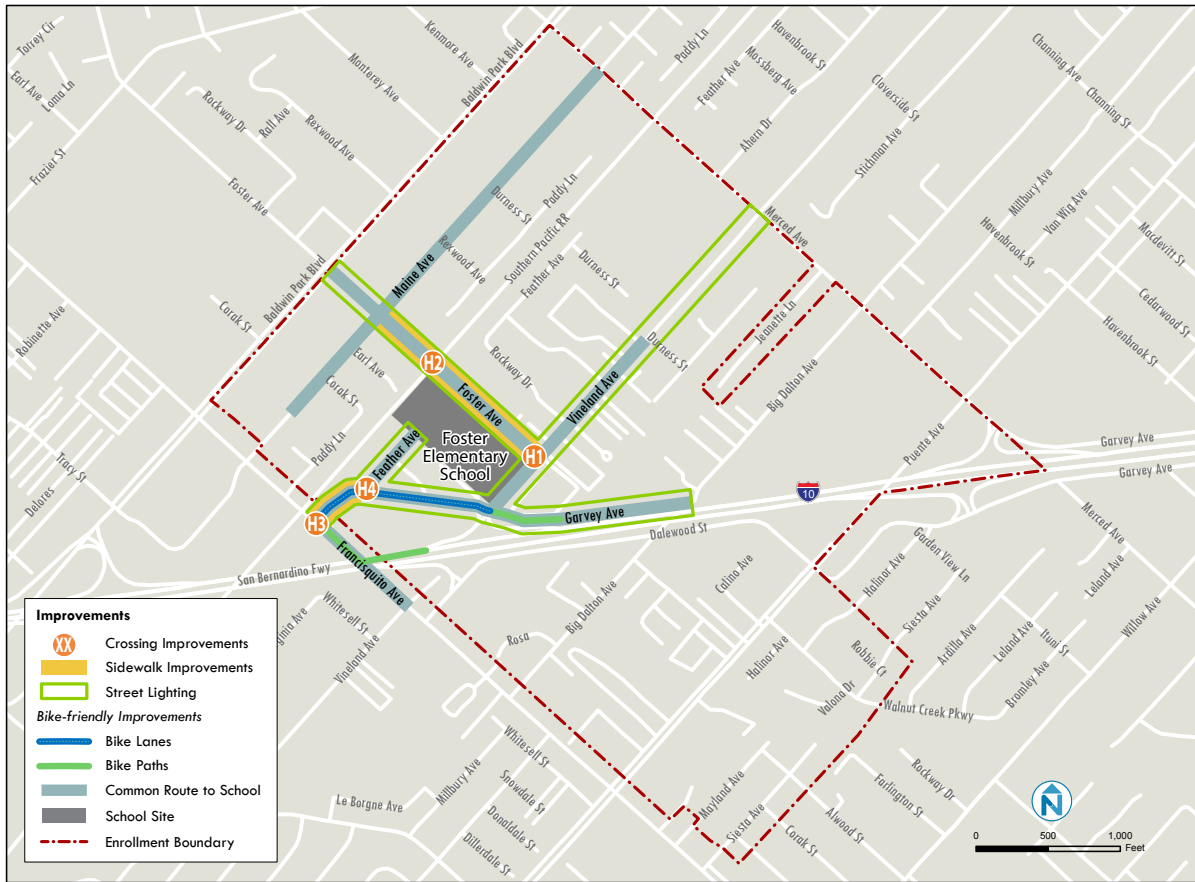 Torrey Cir
Earl Ave
Loma Ln
Frazier St
Rockway Dr
Rall Ave
Rexwood Ave
Monterey Ave
Kenmore Ave
Baldwin Park Blvd
Foster Ave
Paddy Ln
Feather Ave
Mossberg Ave
Havenbrook St
Ahern Dr
Cloverside St
Stichman Ave
Channing Ave
Channing St
Millbury Ave
Van Wig Ave
Havenbrook St
Macdevitt St
Cedarwood St
Havenbrook St
Merced Ave
Durness St
Paddy Ln
Rexwood Ave
Southern Pacific RR
Feather Ave
Durness St
Maine Ave
Baldwin Park Blvd
Corak St
Robinette Ave
Earl Ave
Corak St
Paddy Ln
Rockway Dr
Durness St
Jeanette Ln
Big Dalton Ave
Vineland Ave
Foster Ave
H2
H1
H4
H3
Foster
Elementary
School
Feather Ave
Tracy St
Delores
Puente Ave
Garvey Ave
Garvey Ave
10
Garvey Ave
Dalewood St
San Bernardino Fwy
Francisquito Ave
Merced Ave
Garden View Ln
Halinor Ave
Siesta Ave
Leland Ave
Willow Ave
Ardilla Ave
Leland Ave
Ituni St
Bromley Ave
Robbie Ct
Valona Dr
Walnut Creek Pkwy
Calino Ave
Halinor Ave
Big Dalton Ave
Rosa
Whitesell St
Vineland Ave
Whitesell St
Millbury Ave
Snowdale St
Donaldale St
Dillerdale St
Le Borgne Ave
Mayland Ave
Siesta Ave
Corak St
Alwood St
Farlington St
Rockway Dr
Improvements
XX Crossing Improvements
Sidewalk Improvements
Street Lighting
Bike-friendly Improvements
Bike Lanes
Bike Paths
Common Route to School
School Site
Enrollment Boundary
N
0 500 1,000
Feet